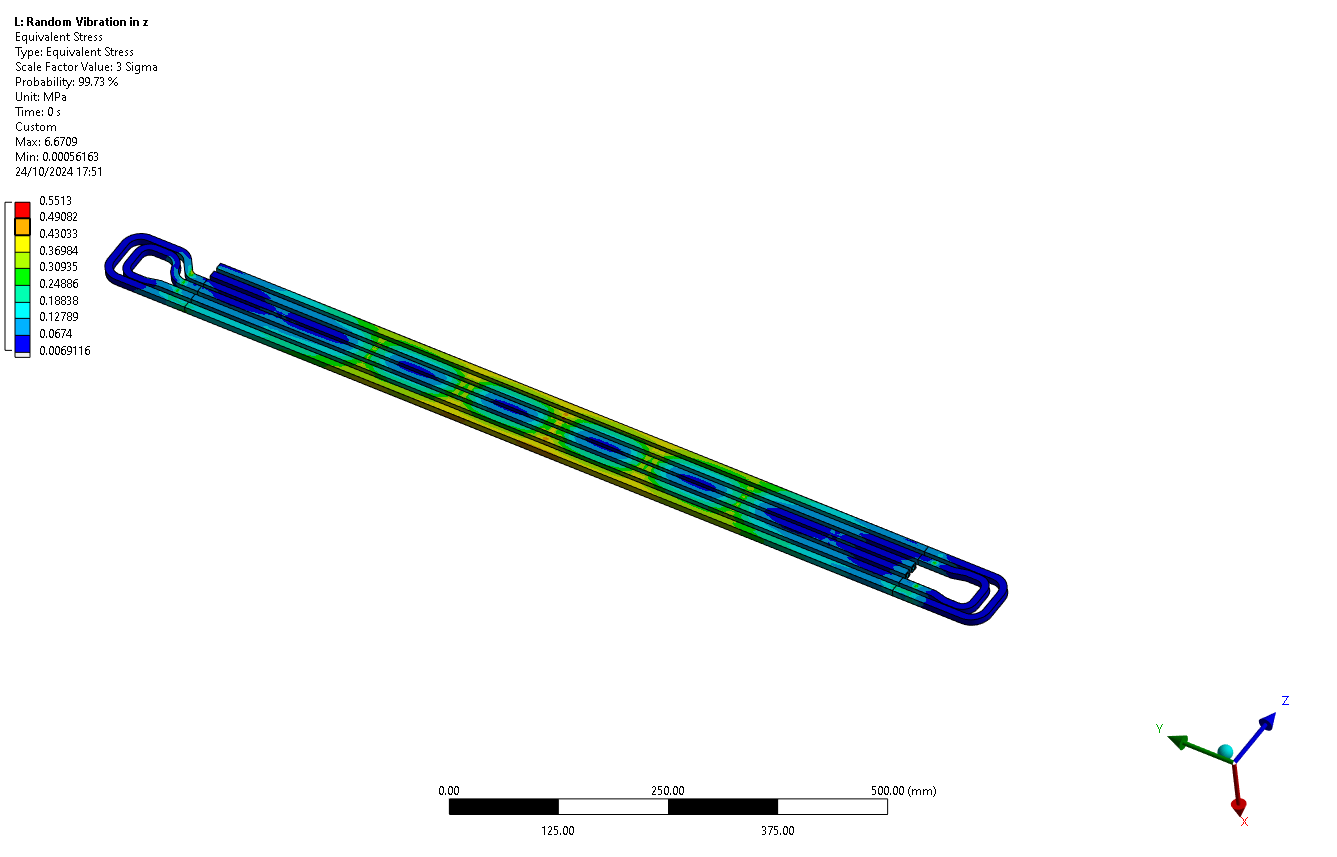 L: Random Vibration in z
Equivalent Stress
Type: Equivalent Stress
Scale Factor Value: 3 Sigma
Probability: 99.73 %
Unit: MPa
Time: 0 s
Custom
Max: 6.6709
Min: 0.00056163
24/10/2024 17:51
0.5513
0.49082
0.43033
0.36984
0.30935
0.24886
0.18838
0.12789
0.0674
0.0069116
Z
Y
X
0.00 250.00 500.00 (mm)
125.00 375.00